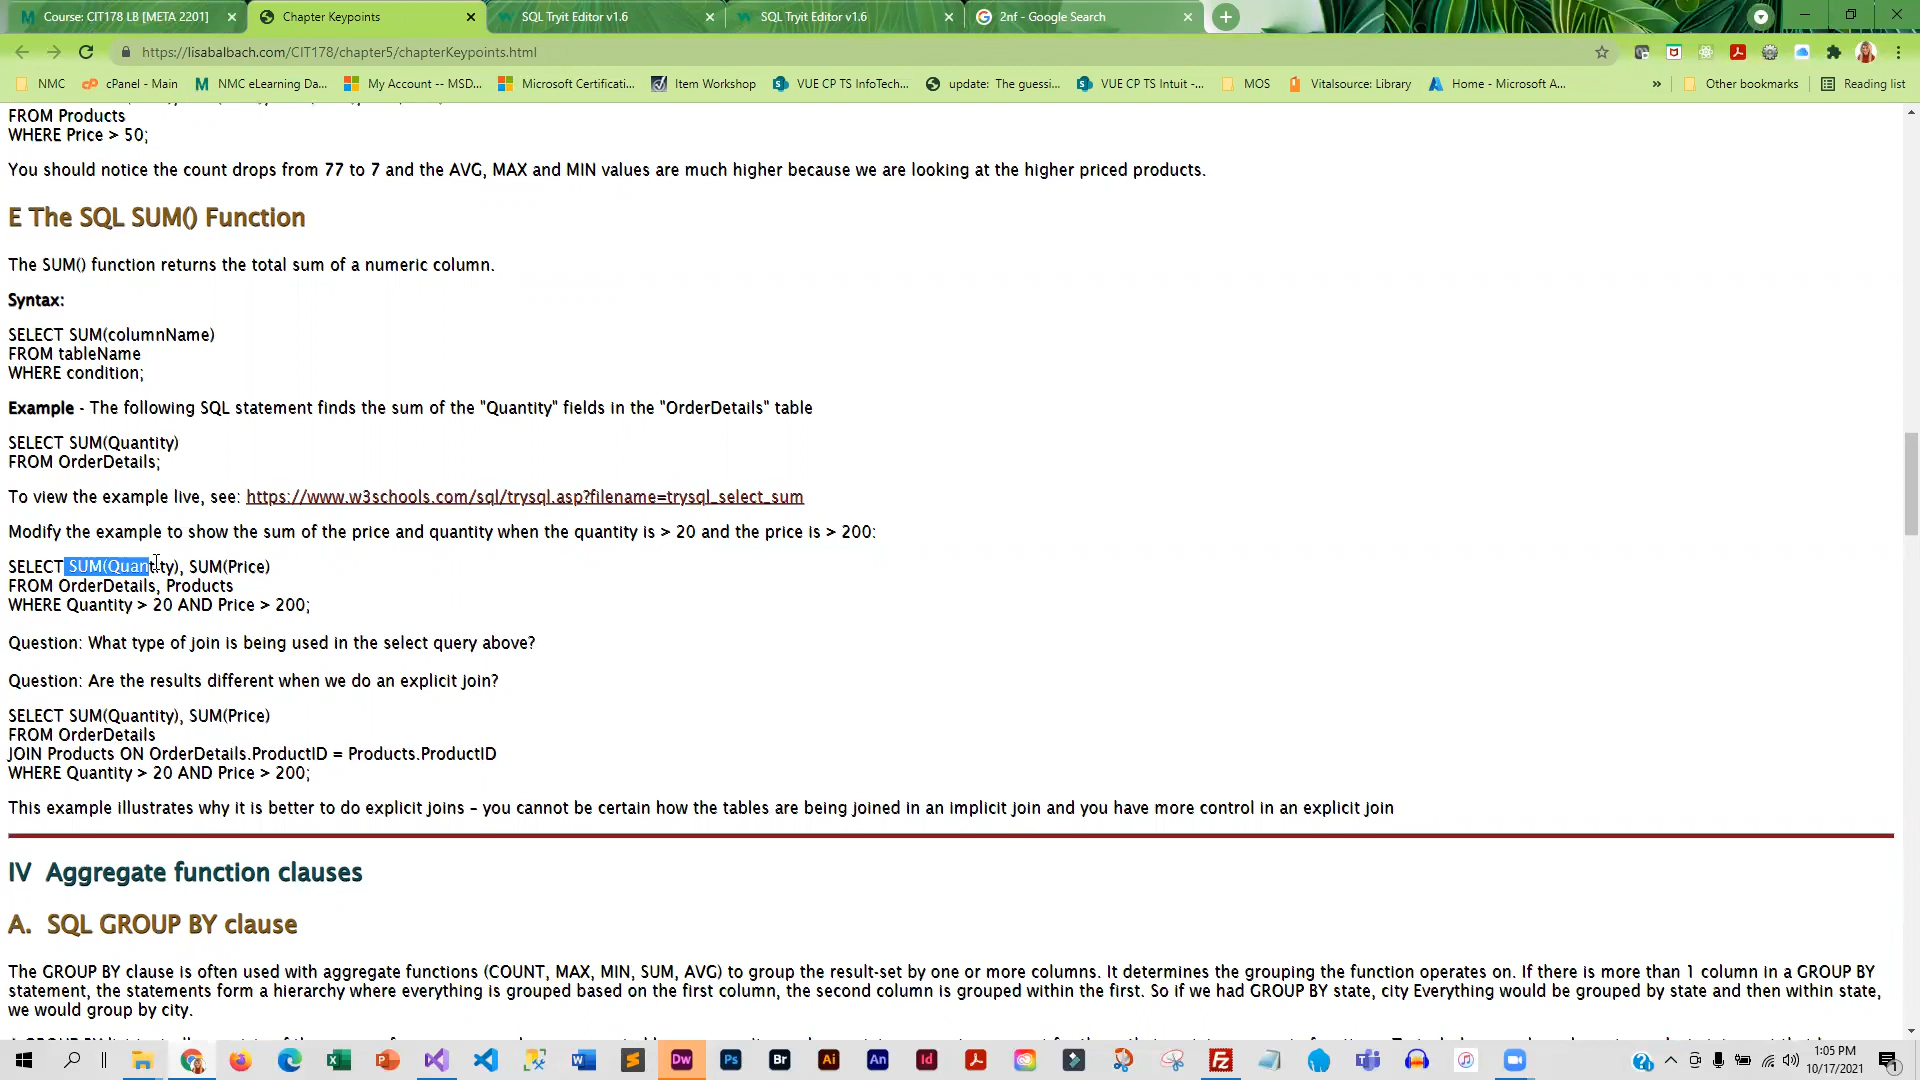 Course: CIT178 LB [META 2201]
Chapter Keypoints
SQL Tryit Editor v1.6
SQL Tryit Editor v1.6
2nf - Google Search
https://lisabalbach.com/CIT178/chapter5/chapterKeypoints.html
NMC
cPanel - Main
NMC eLearning Da...
My Account -- MSD...
Microsoft Certificati...
Item Workshop
VUE CP TS InfoTech...
update: The guessi...
VUE CP TS Intuit -...
MOS
Vitalsource: Library
Home - Microsoft A...
»
Other bookmarks
Reading list
FROM Products
WHERE Price > 50;
You should notice the count drops from 77 to 7 and the AVG, MAX and MIN values are much higher because we are looking at the higher priced products.
E The SQL SUM() Function
The SUM() function returns the total sum of a numeric column.
Syntax:
SELECT SUM(columnName)
FROM tableName
WHERE condition;
Example - The following SQL statement finds the sum of the "Quantity" fields in the "OrderDetails" table
SELECT SUM(Quantity)
FROM OrderDetails;
To view the example live, see: https://www.w3schools.com/sql/trysql.asp?filename=trysql_select_sum
Modify the example to show the sum of the price and quantity when the quantity is > 20 and the price is > 200:
SELECT SUM(Quantity), SUM(Price)
FROM OrderDetails, Products
WHERE Quantity > 20 AND Price > 200;
Question: What type of join is being used in the select query above?
Question: Are the results different when we do an explicit join?
SELECT SUM(Quantity), SUM(Price)
FROM OrderDetails
JOIN Products ON OrderDetails.ProductID = Products.ProductID
WHERE Quantity > 20 AND Price > 200;
This example illustrates why it is better to do explicit joins – you cannot be certain how the tables are being joined in an implicit join and you have more control in an explicit join
IV Aggregate function clauses
A. SQL GROUP BY clause
The GROUP BY clause is often used with aggregate functions (COUNT, MAX, MIN, SUM, AVG) to group the result-set by one or more columns. It determines the grouping the function operates on. If there is more than 1 column in a GROUP BY
statement, the statements form a hierarchy where everything is grouped based on the first column, the second column is grouped within the first. So if we had GROUP BY state, city Everything would be grouped by state and then within state,
we would group by city.
1:05 PM
10/17/2021